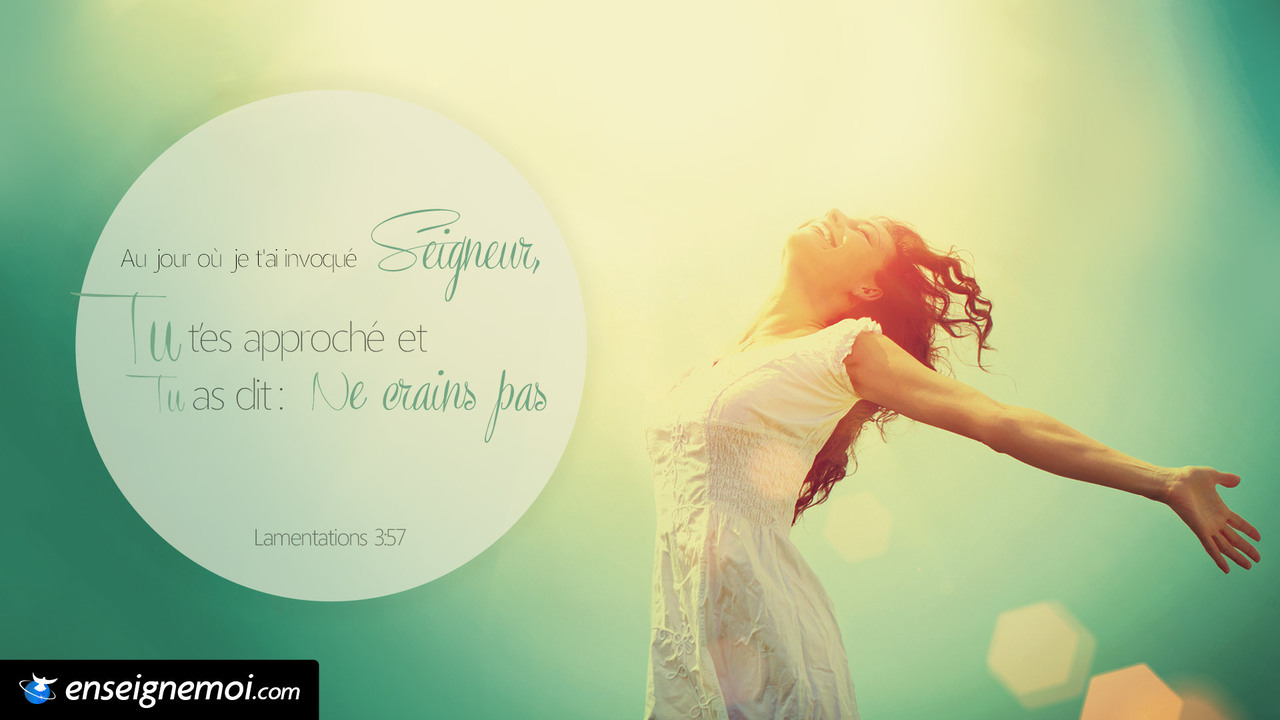 Au jour où je t'ai invoqué Seigneur,
Tu t'es approché et
Tu as dit : Ne crains pas
Lamentations 3:57
enseignemoi.com